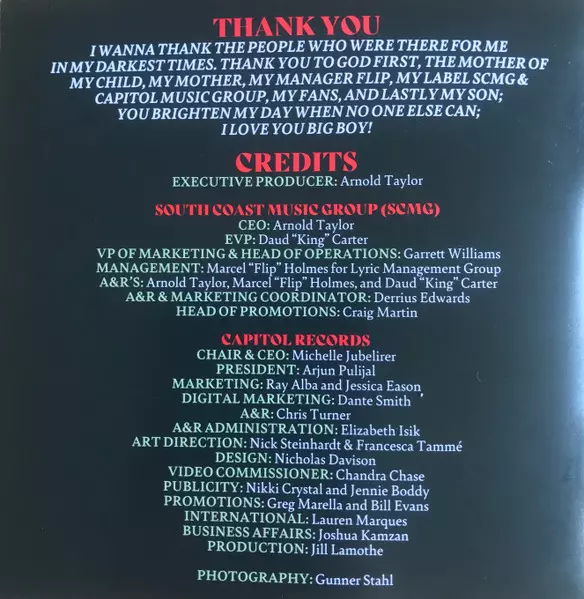 THANK YOU
I WANNA THANK THE PEOPLE WHO WERE THERE FOR ME
IN MY DARKEST TIMES. THANK YOU TO GOD FIRST, THE MOTHER OF
MY CHILD, MY MOTHER, MY MANAGER FLIP, MY LABEL SCMG &
CAPITOL MUSIC GROUP, MY FANS, AND LASTLY MY SON;
YOU BRIGHTEN MY DAY WHEN NO ONE ELSE CAN;
I LOVE YOU BIG BOY!
CREDITS
EXECUTIVE PRODUCER: Arnold Taylor
SOUTH COAST MUSIC GROUP (SCMG)
CEO: Arnold Taylor
EVP: Daud "King" Carter
VP OF MARKETING & HEAD OF OPERATIONS: Garrett Williams
MANAGEMENT: Marcel "Flip" Holmes for Lyric Management Group
A&R'S: Arnold Taylor, Marcel "Flip" Holmes, and Daud "King" Carter
A&R & MARKETING COORDINATOR: Derrius Edwards
HEAD OF PROMOTIONS: Craig Martin
CAPITOL RECORDS
CHAIR & CEO: Michelle Jubelirer
PRESIDENT: Arjun Pulijal
MARKETING: Ray Alba and Jessica Eason
DIGITAL MARKETING: Dante Smith
A&R: Chris Turner
A&R ADMINISTRATION: Elizabeth Isik
ART DIRECTION: Nick Steinhardt & Francesca Tammé
DESIGN: Nicholas Davison
VIDEO COMMISSIONER: Chandra Chase
PUBLICITY: Nikki Crystal and Jennie Boddy
PROMOTIONS: Greg Marella and Bill Evans
INTERNATIONAL: Lauren Marques
BUSINESS AFFAIRS: Joshua Kamzan
PRODUCTION: Jill Lamothe
PHOTOGRAPHY: Gunner Stahl